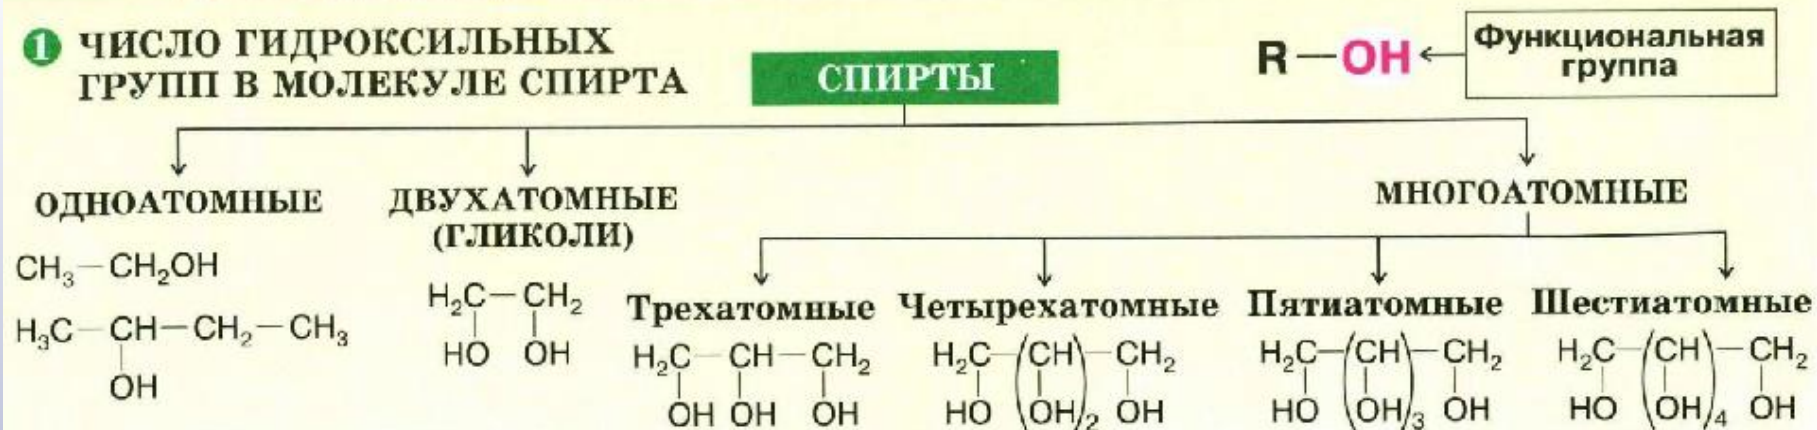 1 ЧИСЛО ГИДРОКСИЛЬНЫХ
ГРУПП В МОЛЕКУЛЕ СПИРТА
СПИРТЫ
R—OH
Функциональная
группа
ОДНОАТОМНЫЕ
CH₃—CH₂OH
H₃C—CH—CH₂—CH₃
OH
ДВУХАТОМНЫЕ
(ГЛИКОЛИ)
H₂C—CH₂
HO OH
МНОГОАТОМНЫЕ
Трехатомные
H₂C—CH—CH₂
OH OH OH
Четырехатомные
H₂C—(CH)—CH₂
HO (OH)₂ OH
Пятиатомные
H₂C—(CH)—CH₂
HO (OH)₃ OH
Шестиатомные
H₂C—(CH)—CH₂
HO (OH)₄ OH